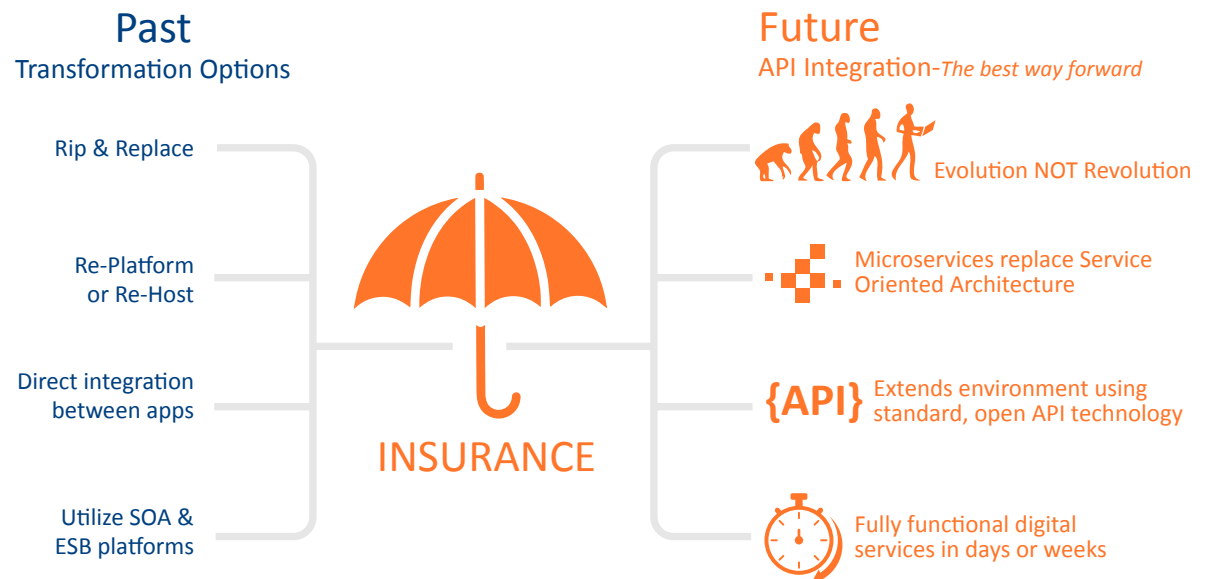 Past
Transformation Options
Rip & Replace
Re-Platform
or Re-Host
Direct integration
between apps
Utilize SOA &
ESB platforms
INSURANCE
Future
API Integration-The best way forward
Evolution NOT Revolution
Microservices replace Service
Oriented Architecture
{API}
Extends environment using
standard, open API technology
Fully functional digital
services in days or weeks